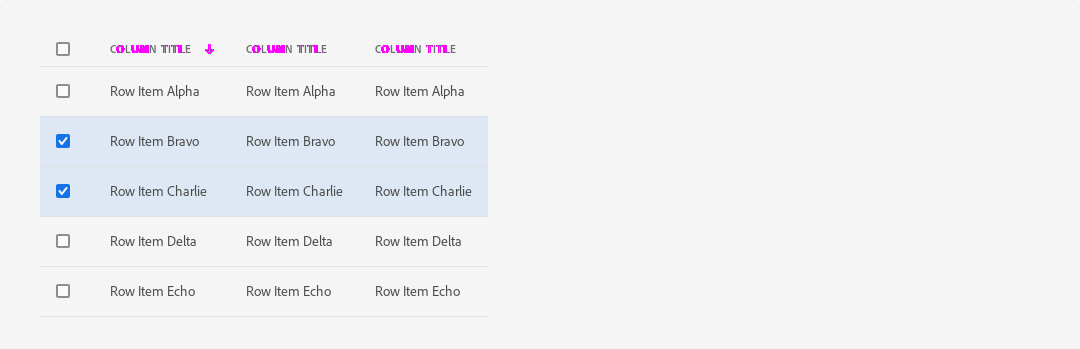 COLUMN TITLE COLUMN TITLE COLUMN TITLE
Row Item Alpha Row Item Alpha Row Item Alpha
Row Item Bravo Row Item Bravo Row Item Bravo
Row Item Charlie Row Item Charlie Row Item Charlie
Row Item Delta Row Item Delta Row Item Delta
Row Item Echo Row Item Echo Row Item Echo